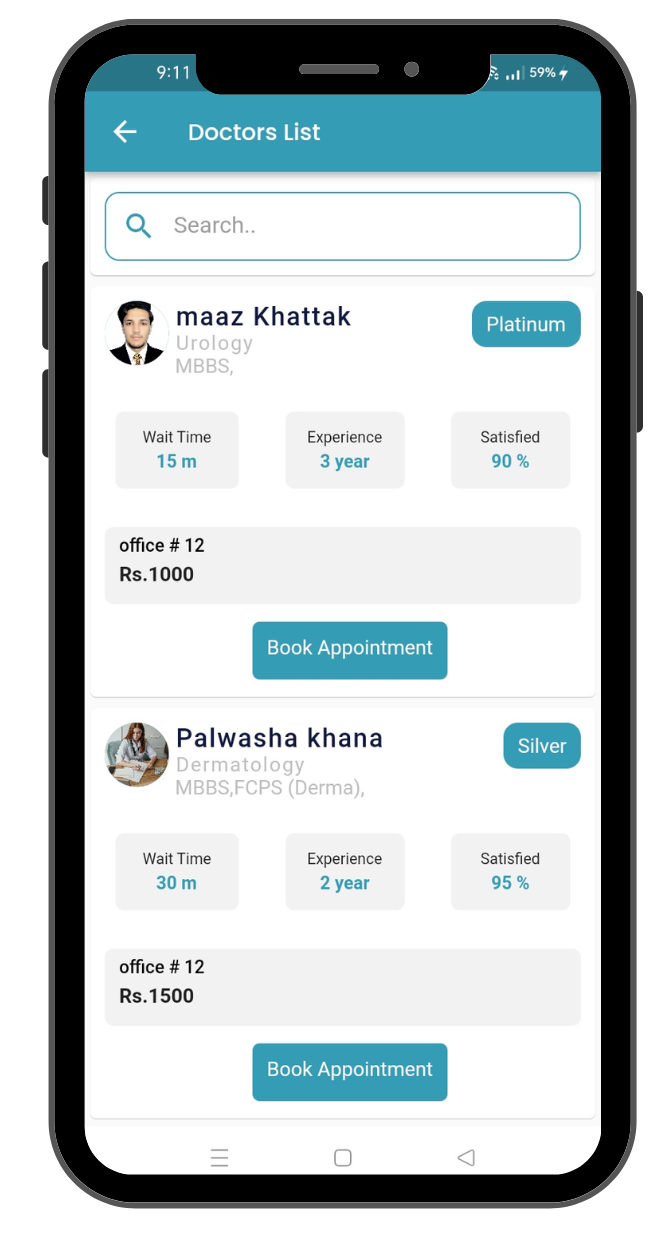 9:11 59%
Doctors List
Search..
maaz Khattak Platinum
Urology
MBBS,
Wait Time Experience Satisfied
15 m 3 year 90 %
office # 12
Rs.1000
Book Appointment
Palwasha khana Silver
Dermatology
MBBS,FCPS (Derma),
Wait Time Experience Satisfied
30 m 2 year 95 %
office # 12
Rs.1500
Book Appointment